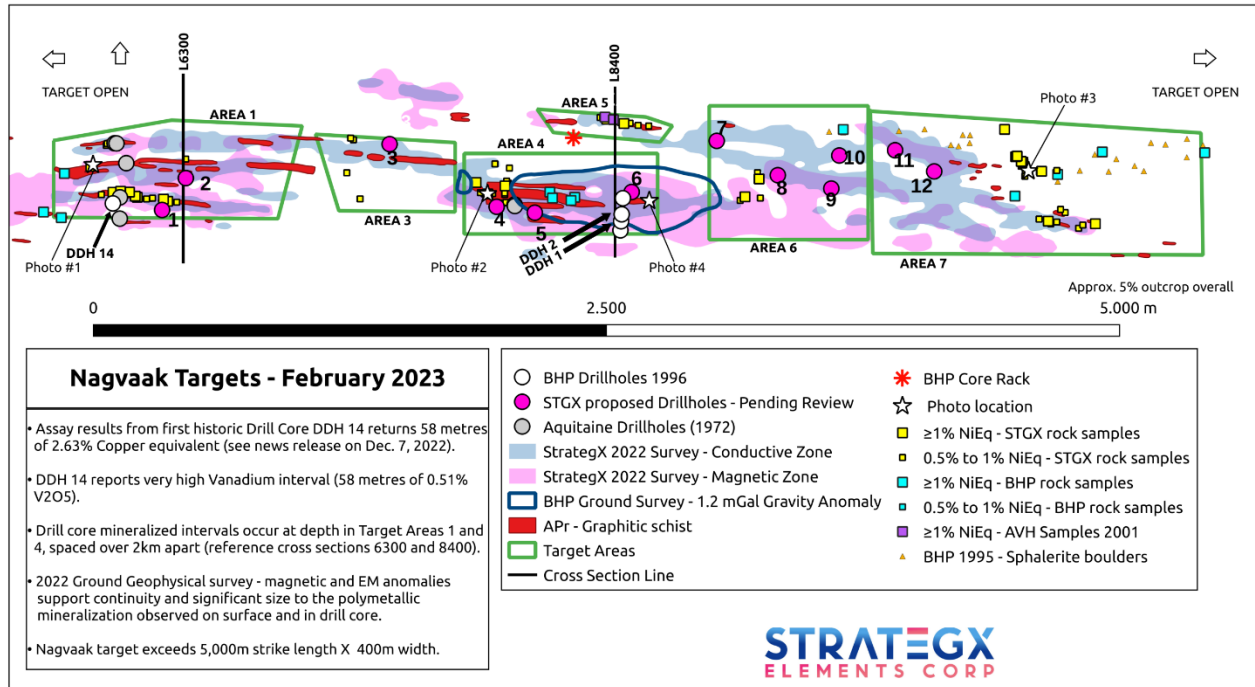 L6300
L8400
TARGET OPEN
TARGET OPEN
AREA 1
AREA 5
Photo #3
AREA 4
7
3
10
11
2
12
6
8
9
1
4
5
AREA 3
AREA 6
AREA 7
Photo #1
DDH 14
Photo #2
DDH 2
DDH 1
Photo #4
Approx. 5% outcrop overall
0
2.500
5.000 m
Nagvaak Targets - February 2023
• Assay results from first historic Drill Core DDH 14 returns 58 metres
of 2.63% Copper equivalent (see news release on Dec. 7, 2022).
• DDH 14 reports very high Vanadium interval (58 metres of 0.51%
V2O5).
• Drill core mineralized intervals occur at depth in Target Areas 1 and
4, spaced over 2km apart (reference cross sections 6300 and 8400).
• 2022 Ground Geophysical survey - magnetic and EM anomalies
support continuity and significant size to the polymetallic
mineralization observed on surface and in drill core.
• Nagvaak target exceeds 5,000m strike length X 400m width.
BHP Drillholes 1996
STGX proposed Drillholes - Pending Review
Aquitaine Drillholes (1972)
StrategX 2022 Survey - Conductive Zone
StrategX 2022 Survey - Magnetic Zone
BHP Ground Survey - 1.2 mGal Gravity Anomaly
APr - Graphitic schist
Target Areas
Cross Section Line
BHP Core Rack
Photo location
≥1% NiEq - STGX rock samples
0.5% to 1% NiEq - STGX rock samples
≥1% NiEq - BHP rock samples
0.5% to 1% NiEq - BHP rock samples
≥1% NiEq - AVH Samples 2001
BHP 1995 - Sphalerite boulders
STRATEGX
ELEMENTS CORP